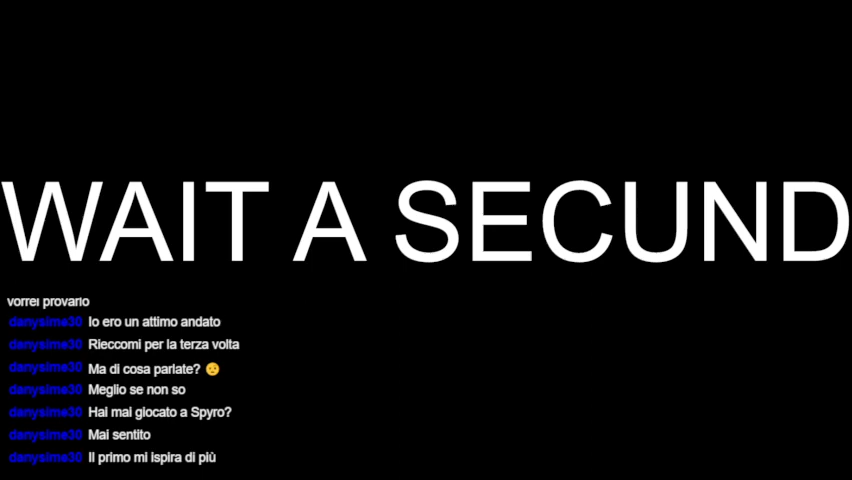 WAIT A SECUND
vorrei provarlo
danysime30 Io ero un attimo andato
danysime30 Rieccomi per la terza volta
danysime30 Ma di cosa parlate? 😥
danysime30 Meglio se non so
danysime30 Hai mai giocato a Spyro?
danysime30 Mai sentito
danysime30 Il primo mi ispira di più